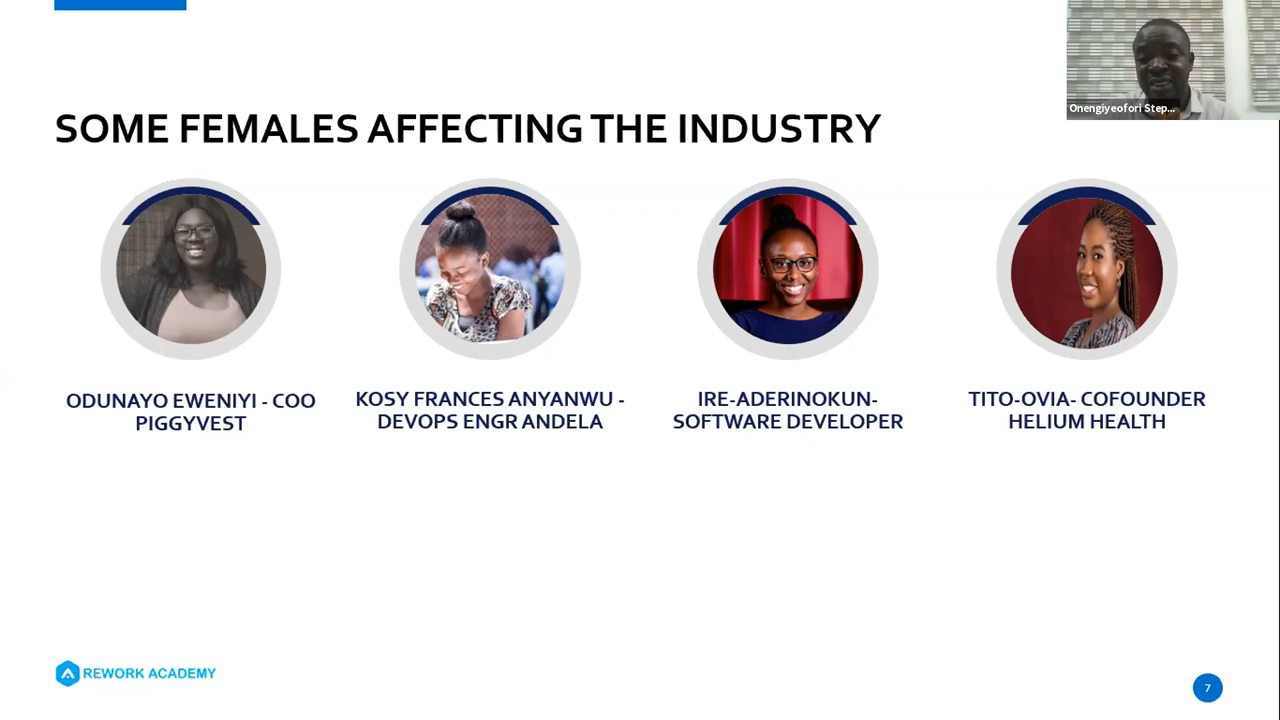 Onengiyeofori Step...
SOME FEMALES AFFECTING THE INDUSTRY
ODUNAYO EWENIYI - COO
PIGGYVEST
KOSY FRANCES ANYANWU -
DEVOPS ENGR ANDELA
IRE-ADERINOKUN-
SOFTWARE DEVELOPER
TITO-OVIA- COFOUNDER
HELIUM HEALTH
REWORK ACADEMY
7